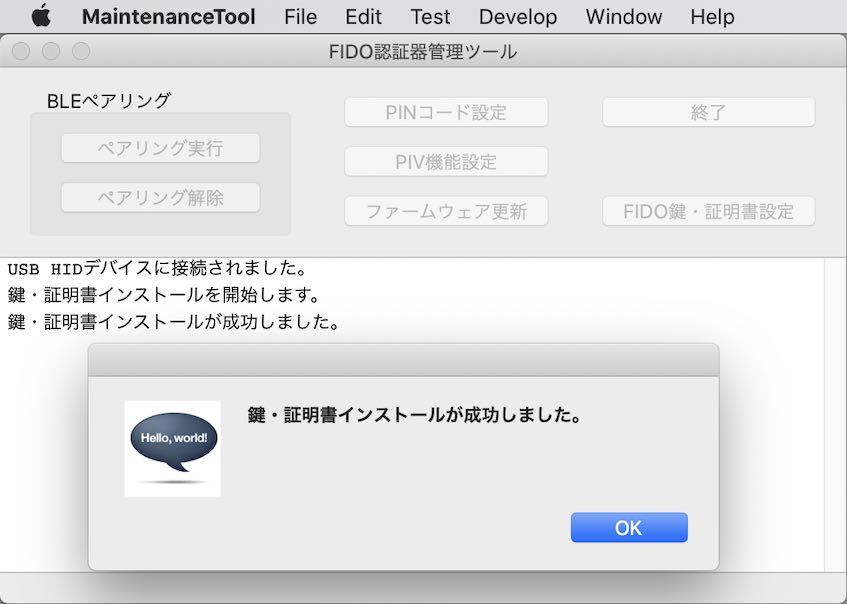 MaintenanceTool File Edit Test Develop Window Help
FIDO認証器管理ツール
BLEペアリング
ペアリング実行
ペアリング解除
PINコード設定
PIV機能設定
ファームウェア更新
終了
FIDO鍵・証明書設定
USB HIDデバイスに接続されました。
鍵・証明書インストールを開始します。
鍵・証明書インストールが成功しました。
Hello, world!
鍵・証明書インストールが成功しました。
OK